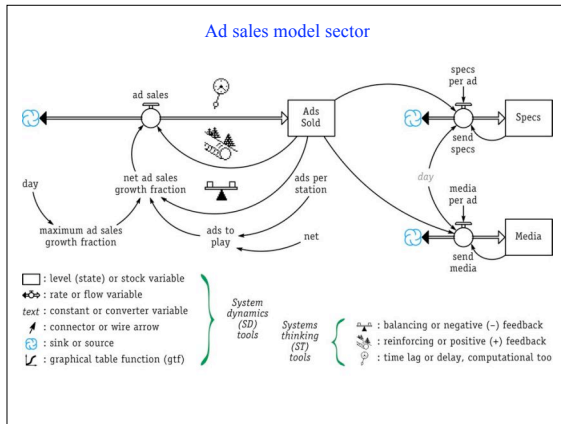 Ad sales model sector
ad sales
Ads
Sold
specs
per ad
Specs
send
specs
net ad sales
growth fraction
ads per
station
day
day
media
per ad
maximum ad sales
growth fraction
ads to
play
net
Media
send
media
: level (state) or stock variable
: rate or flow variable
text : constant or converter variable
: connector or wire arrow
: sink or source
: graphical table function (gtf)
System
dynamics
(SD)
tools
Systems
thinking
(ST)
tools
: balancing or negative (–) feedback
: reinforcing or positive (+) feedback
: time lag or delay, computational too